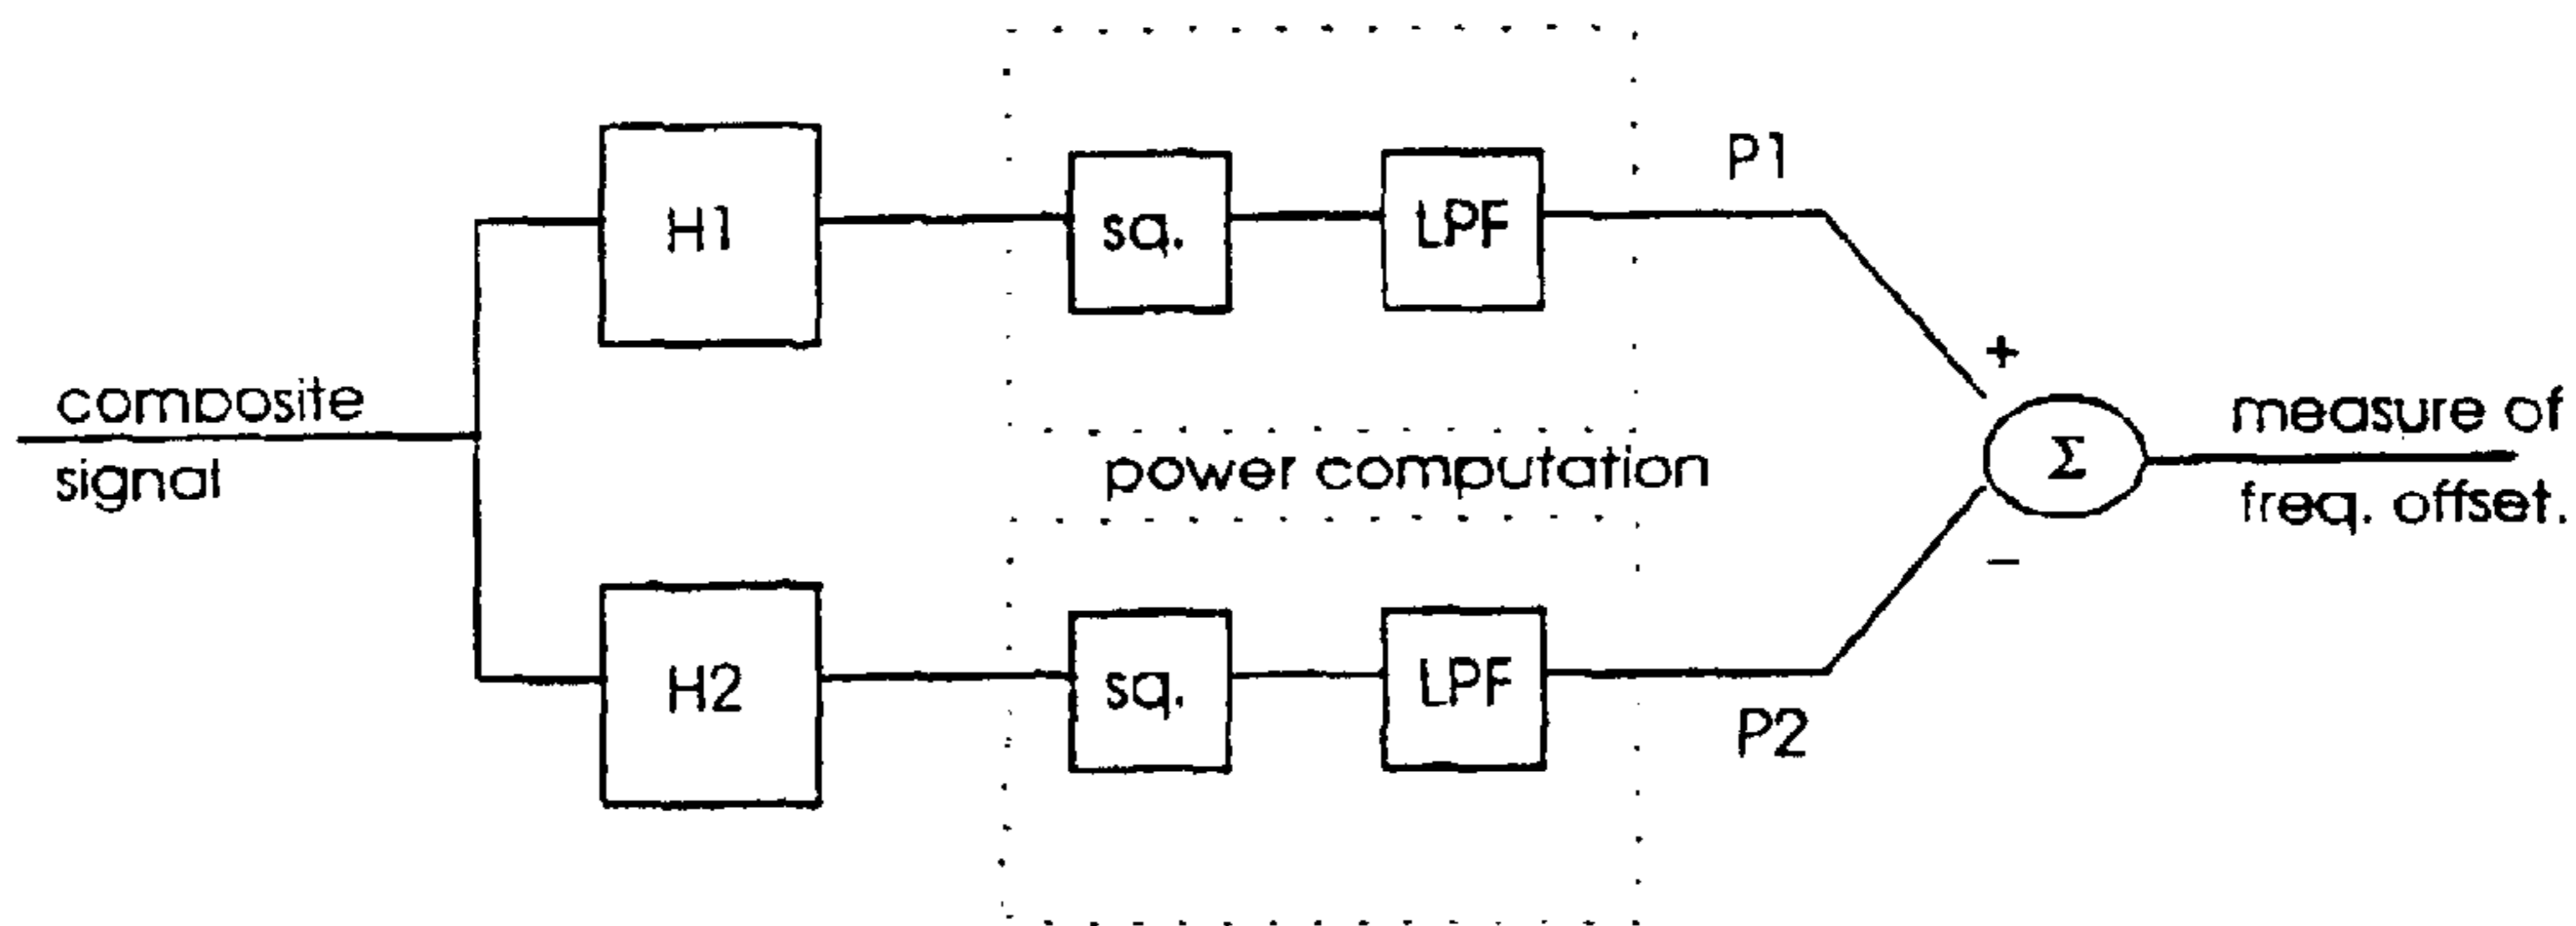 H1
sq.
LPF
P1
+
composite
signal
power computation
Σ
measure of
freq. offset.
−
H2
sq.
LPF
P2